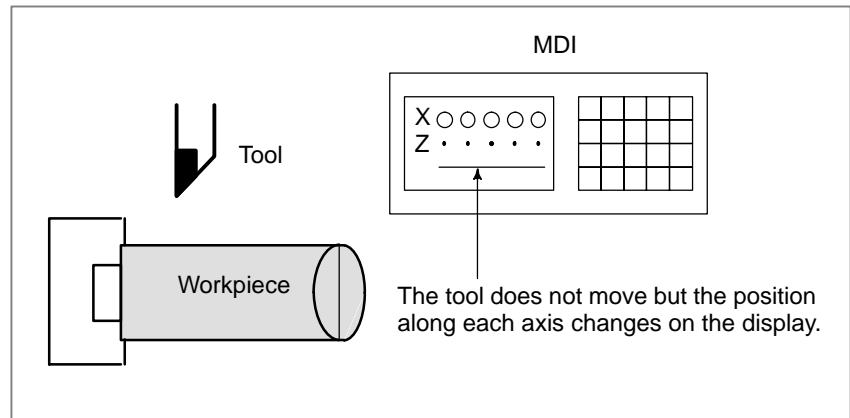 MDI
X
Z
Tool
Workpiece
The tool does not move but the position
along each axis changes on the display.